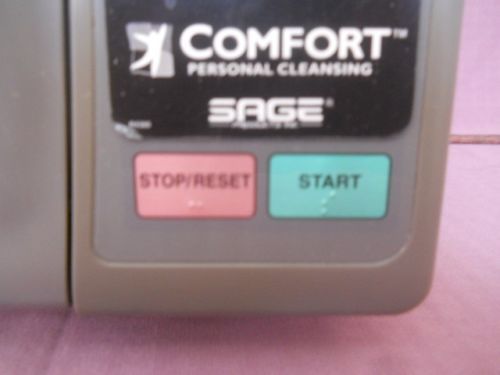 COMFORT™
PERSONAL CLEANSING
SAGE®
STOP/RESET
START